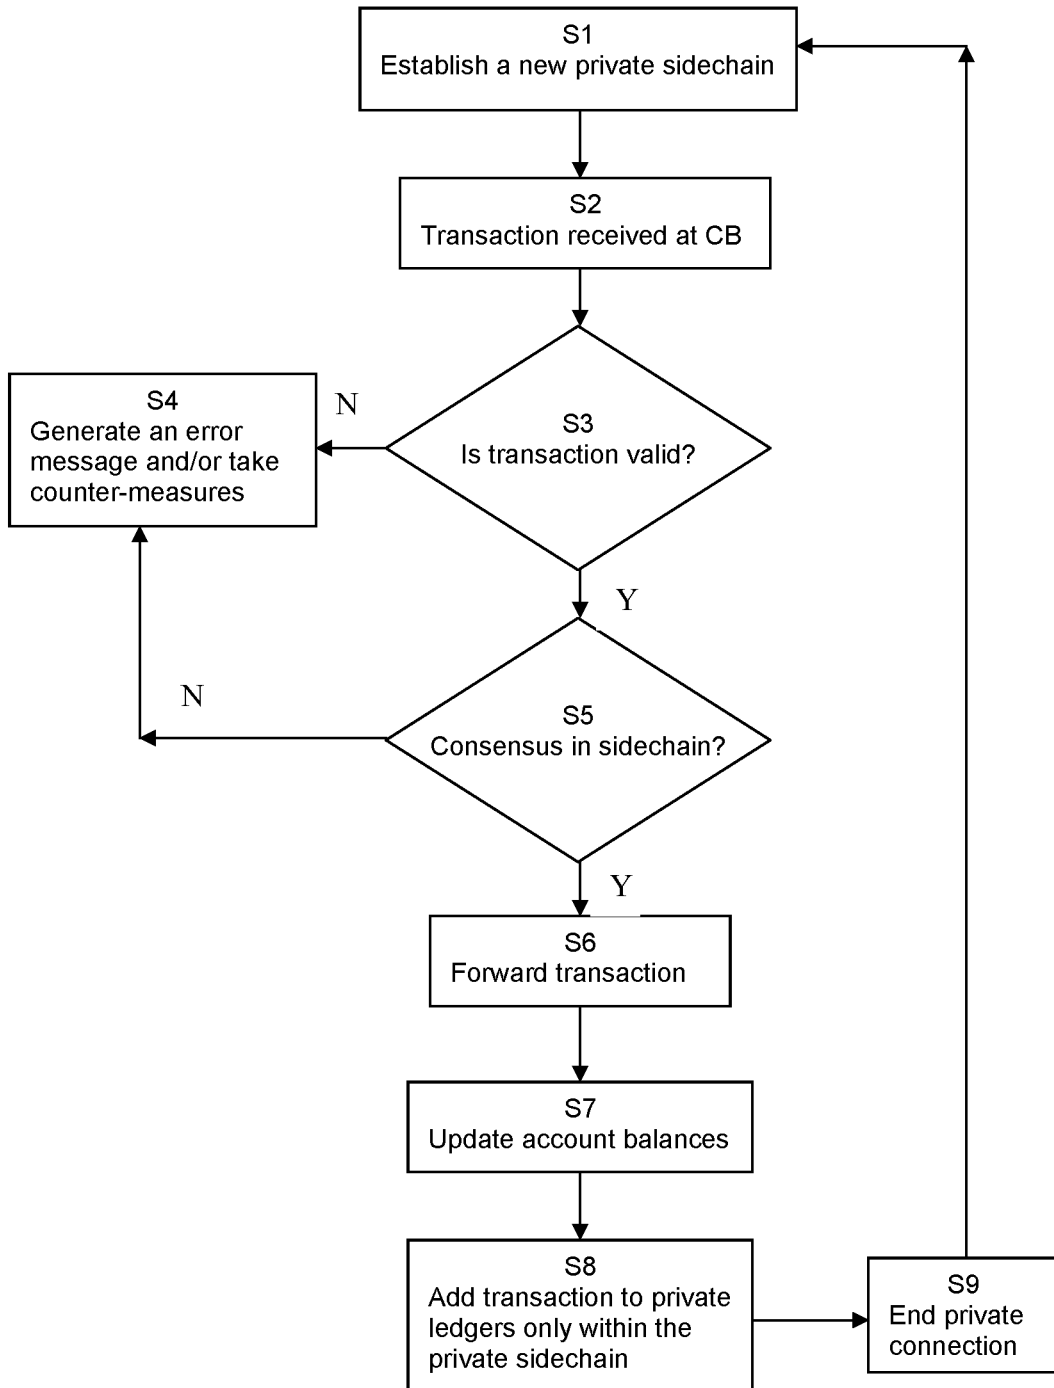 S1
Establish a new private sidechain
S2
Transaction received at CB
S3
Is transaction valid?
N
S4
Generate an error
message and/or take
counter-measures
Y
S5
Consensus in sidechain?
N
Y
S6
Forward transaction
S7
Update account balances
S8
Add transaction to private
ledgers only within the
private sidechain
S9
End private
connection